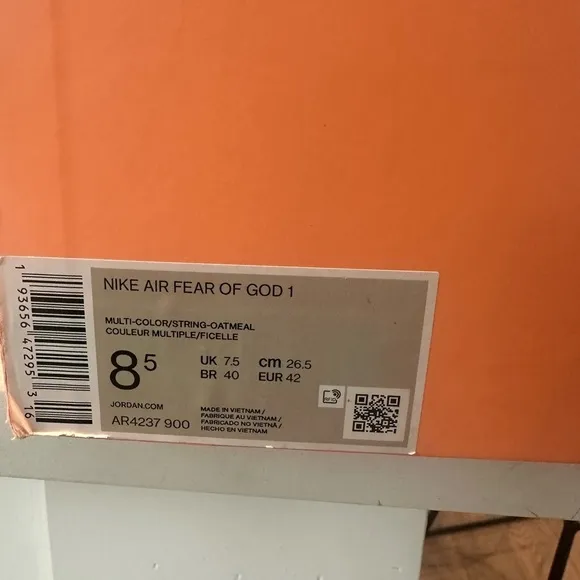 NIKE AIR FEAR OF GOD 1
MULTI-COLOR/STRING-OATMEAL
COULEUR MULTIPLE/FICELLE
8 5
UK 7.5 cm 26.5
BR 40 EUR 42
JORDAN.COM
AR4237 900
MADE IN VIETNAM /
FABRIQUE AU VIETNAM /
FABRICADO NO VIETNÃ /
HECHO EN VIETNAM
1 93656 47295 3 16